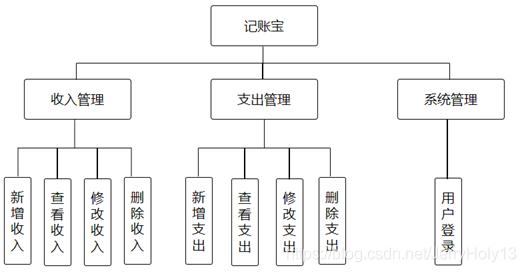 记账宝
收入管理
支出管理
系统管理
新增收入
查看收入
修改收入
删除收入
新增支出
查看支出
修改支出
删除支出
用户登录
https://blog.csdn.net/JerryHoly13